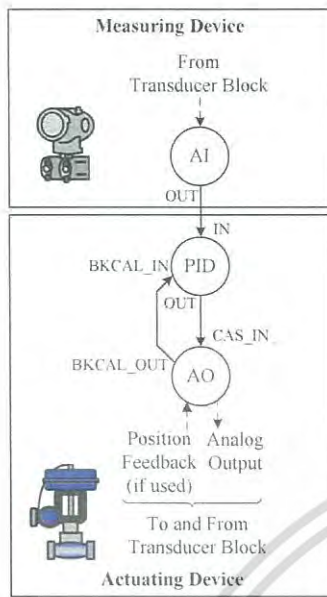 Measuring Device
From
Transducer Block
AI
OUT
IN
BKCAL_IN
PID
OUT
CAS_IN
BKCAL_OUT
AO
Position Analog
Feedback Output
(if used)
To and From
Transducer Block
Actuating Device